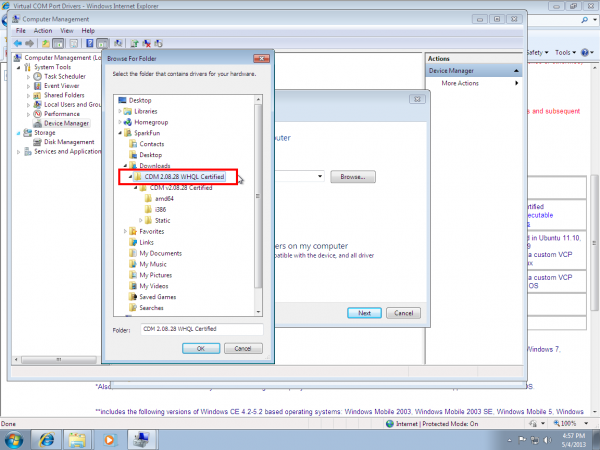 Virtual COM Port Drivers - Windows Internet Explorer
Computer Management
File Action View Help
Computer Management (Lo
System Tools
Task Scheduler
Event Viewer
Shared Folders
Local Users and Grou
Performance
Device Manager
Storage
Disk Management
Services and Application
Browse For Folder
Select the folder that contains drivers for your hardware.
Desktop
Libraries
Homegroup
SparkFun
Contacts
Desktop
Downloads
CDM 2.08.28 WHQL Certified
CDM v2.08.28 Certified
amd64
i386
Static
Favorites
Links
My Documents
My Music
My Pictures
My Videos
Saved Games
Searches
Folder: CDM 2.08.28 WHQL Certified
OK Cancel
puter
Browse...
ers on my computer
patible with the device, and all driver
Next Cancel
Actions
Device Manager
More Actions
Safety Tools
s and subsequent
rtified
ecutable
d in Ubuntu 11.10,
a custom VCP
a custom VCP
OS
Windows 7,
*Also,
OS.
**includes the following versions of Windows CE 4.2-5.2 based operating systems: Windows Mobile 2003, Windows Mobile 2003 SE, Windows Mobile 5, Windows
Done
Internet | Protected Mode: On
100%
4:57 PM
5/4/2013